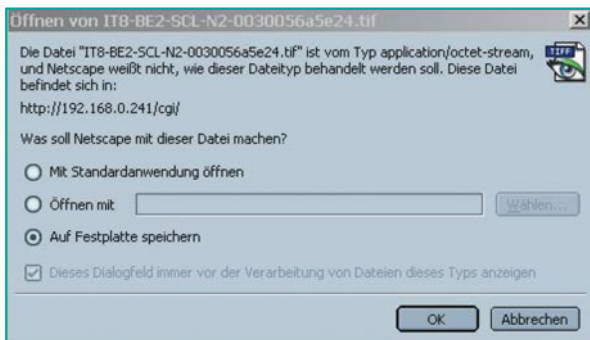 Öffnen von IT8-BE2-SCL-N2-0030056a5e24.tif
Die Datei "IT8-BE2-SCL-N2-0030056a5e24.tif" ist vom Typ application/octet-stream,
und Netscape weißt nicht, wie dieser Dateityp behandelt werden soll. Diese Datei
befindet sich in:
TIFF
http://192.168.0.241/cgi/
Was soll Netscape mit dieser Datei machen?
Mit Standardanwendung öffnen
Öffnen mit
Wählen...
Auf Festplatte speichern
Dieses Dialogfeld immer vor der Verarbeitung von Dateien dieses Typs anzeigen
OK
Abbrechen